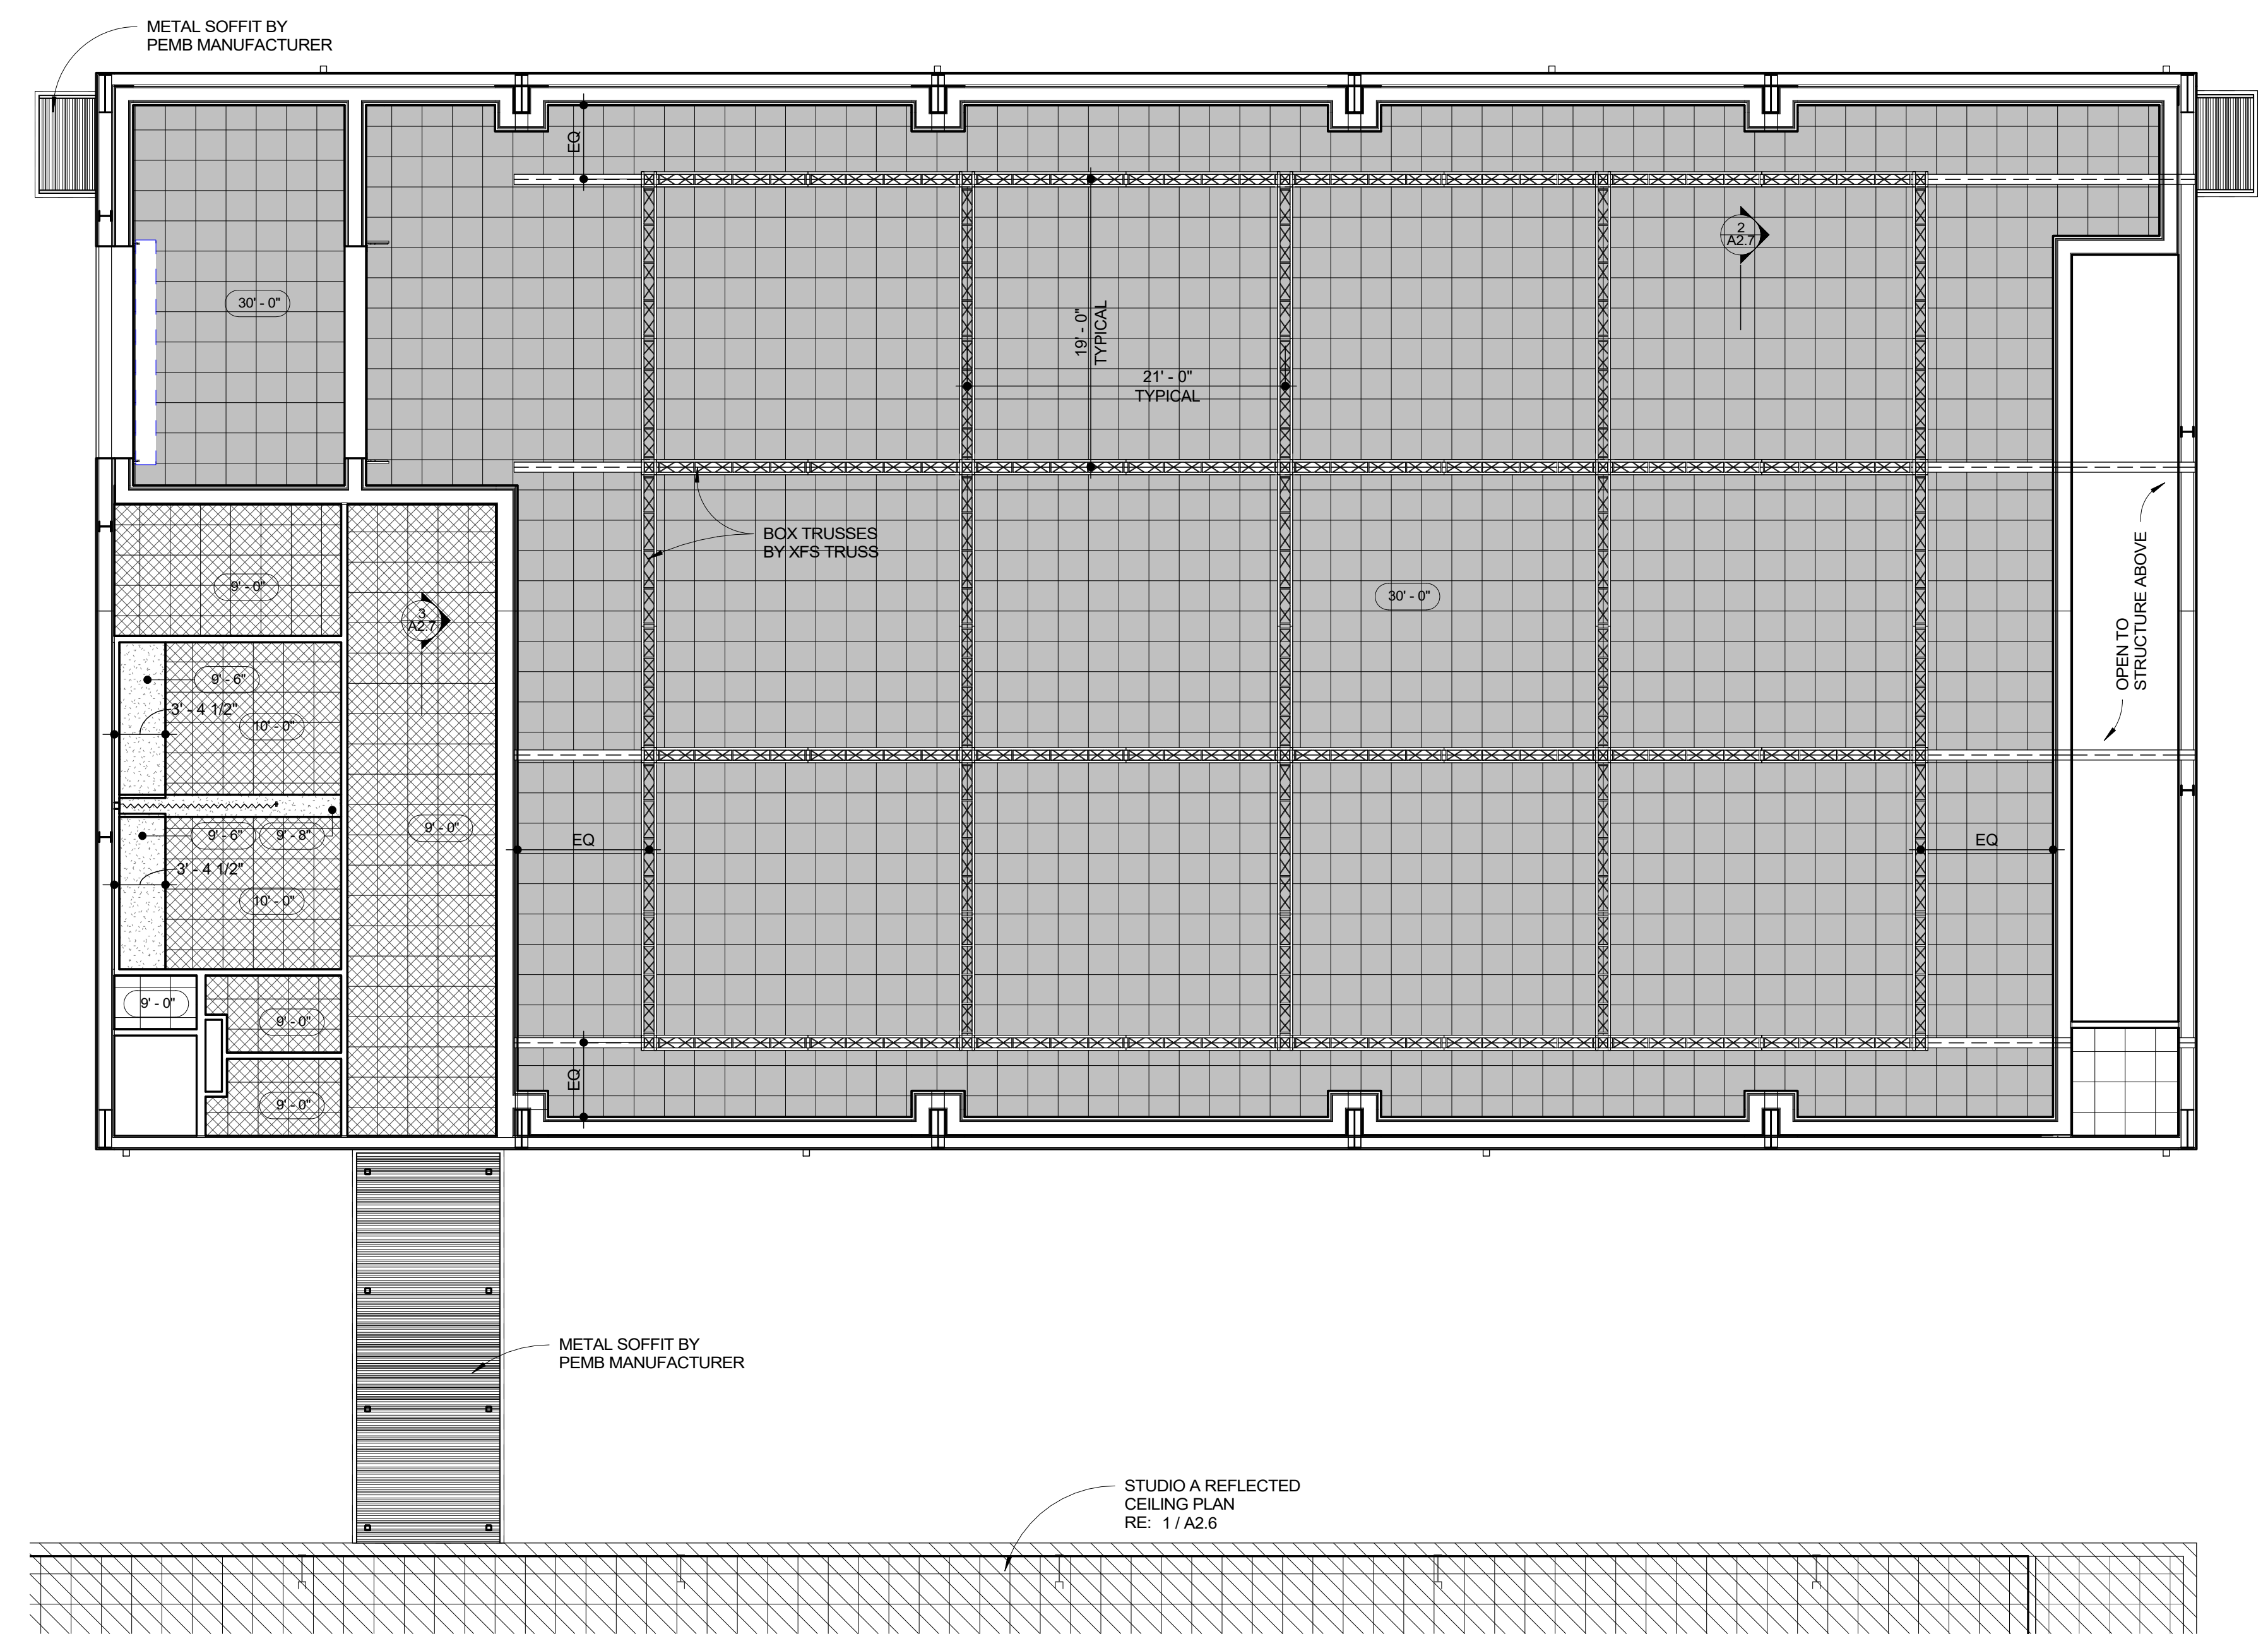 METAL SOFFIT BY
PEMB MANUFACTURER
EQ
2
A2.7
30' - 0"
19' - 0"
TYPICAL
21' - 0"
TYPICAL
BOX TRUSSES
BY XFS TRUSS
9' - 0"
30' - 0"
3
A2.7
OPEN TO
STRUCTURE ABOVE
9' - 6"
3' - 4 1/2"
10' - 0"
9' - 6"
9' - 8"
9' - 0"
EQ
EQ
3' - 4 1/2"
10' - 0"
9' - 0"
9' - 0"
EQ
9' - 0"
METAL SOFFIT BY
PEMB MANUFACTURER
STUDIO A REFLECTED
CEILING PLAN
RE: 1 / A2.6